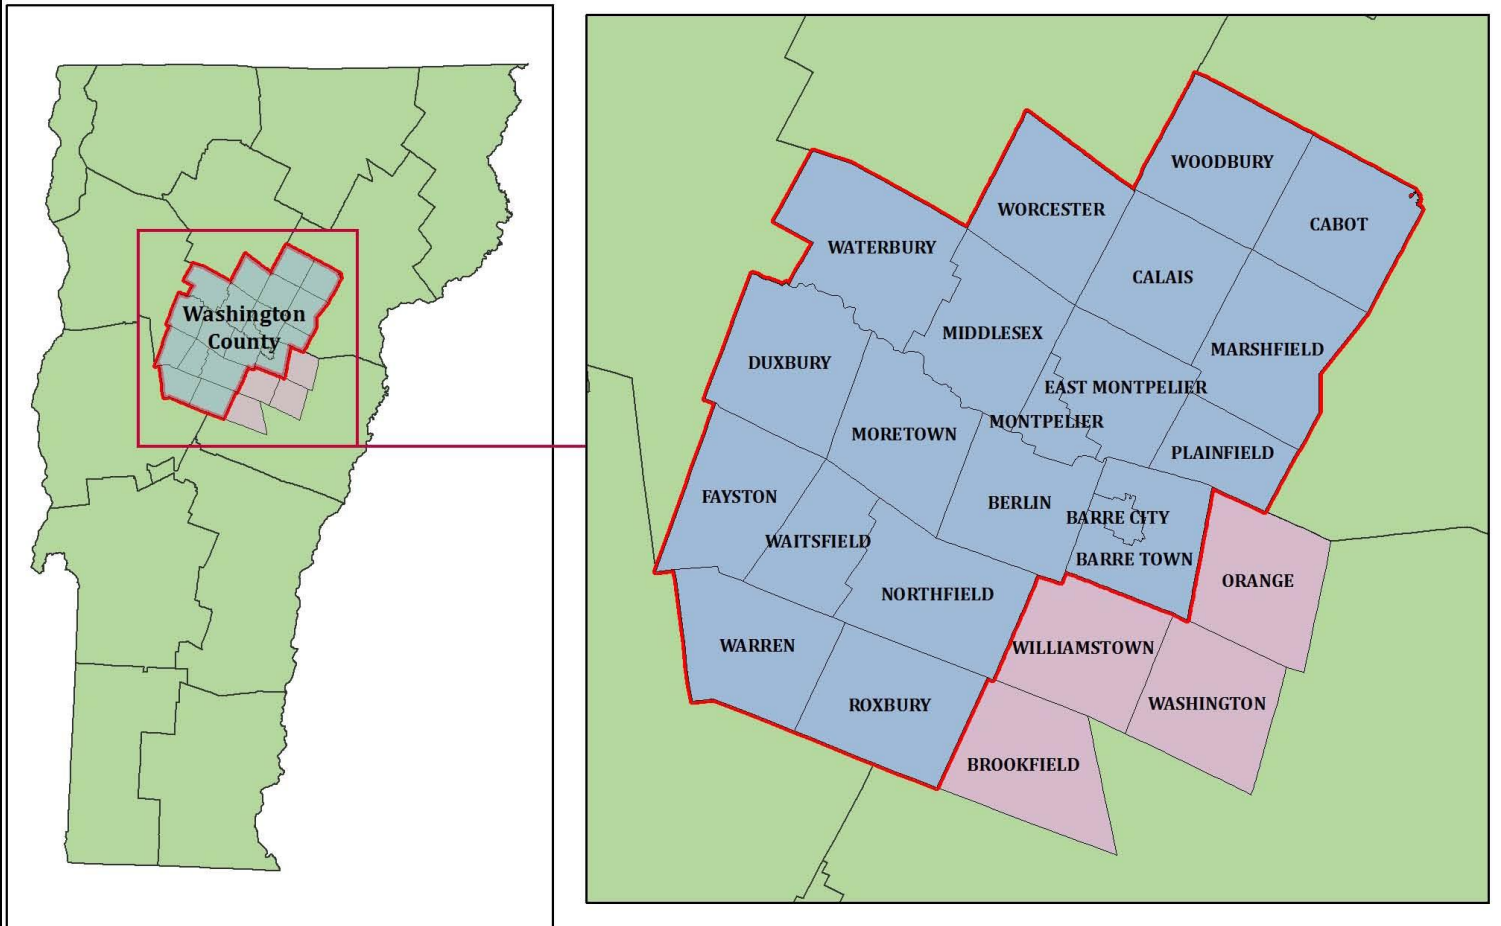 Washington
County
WOODBURY
WORCESTER
CABOT
WATERBURY
CALAIS
MIDDLESEX
MARSHFIELD
DUXBURY
EAST MONTPELIER
MONTPELIER
MORETOWN
PLAINFIELD
FAYSTON
BERLIN
BARRE CITY
WAITSFIELD
BARRE TOWN
ORANGE
NORTHFIELD
WARREN
WILLIAMSTOWN
ROXBURY
WASHINGTON
BROOKFIELD